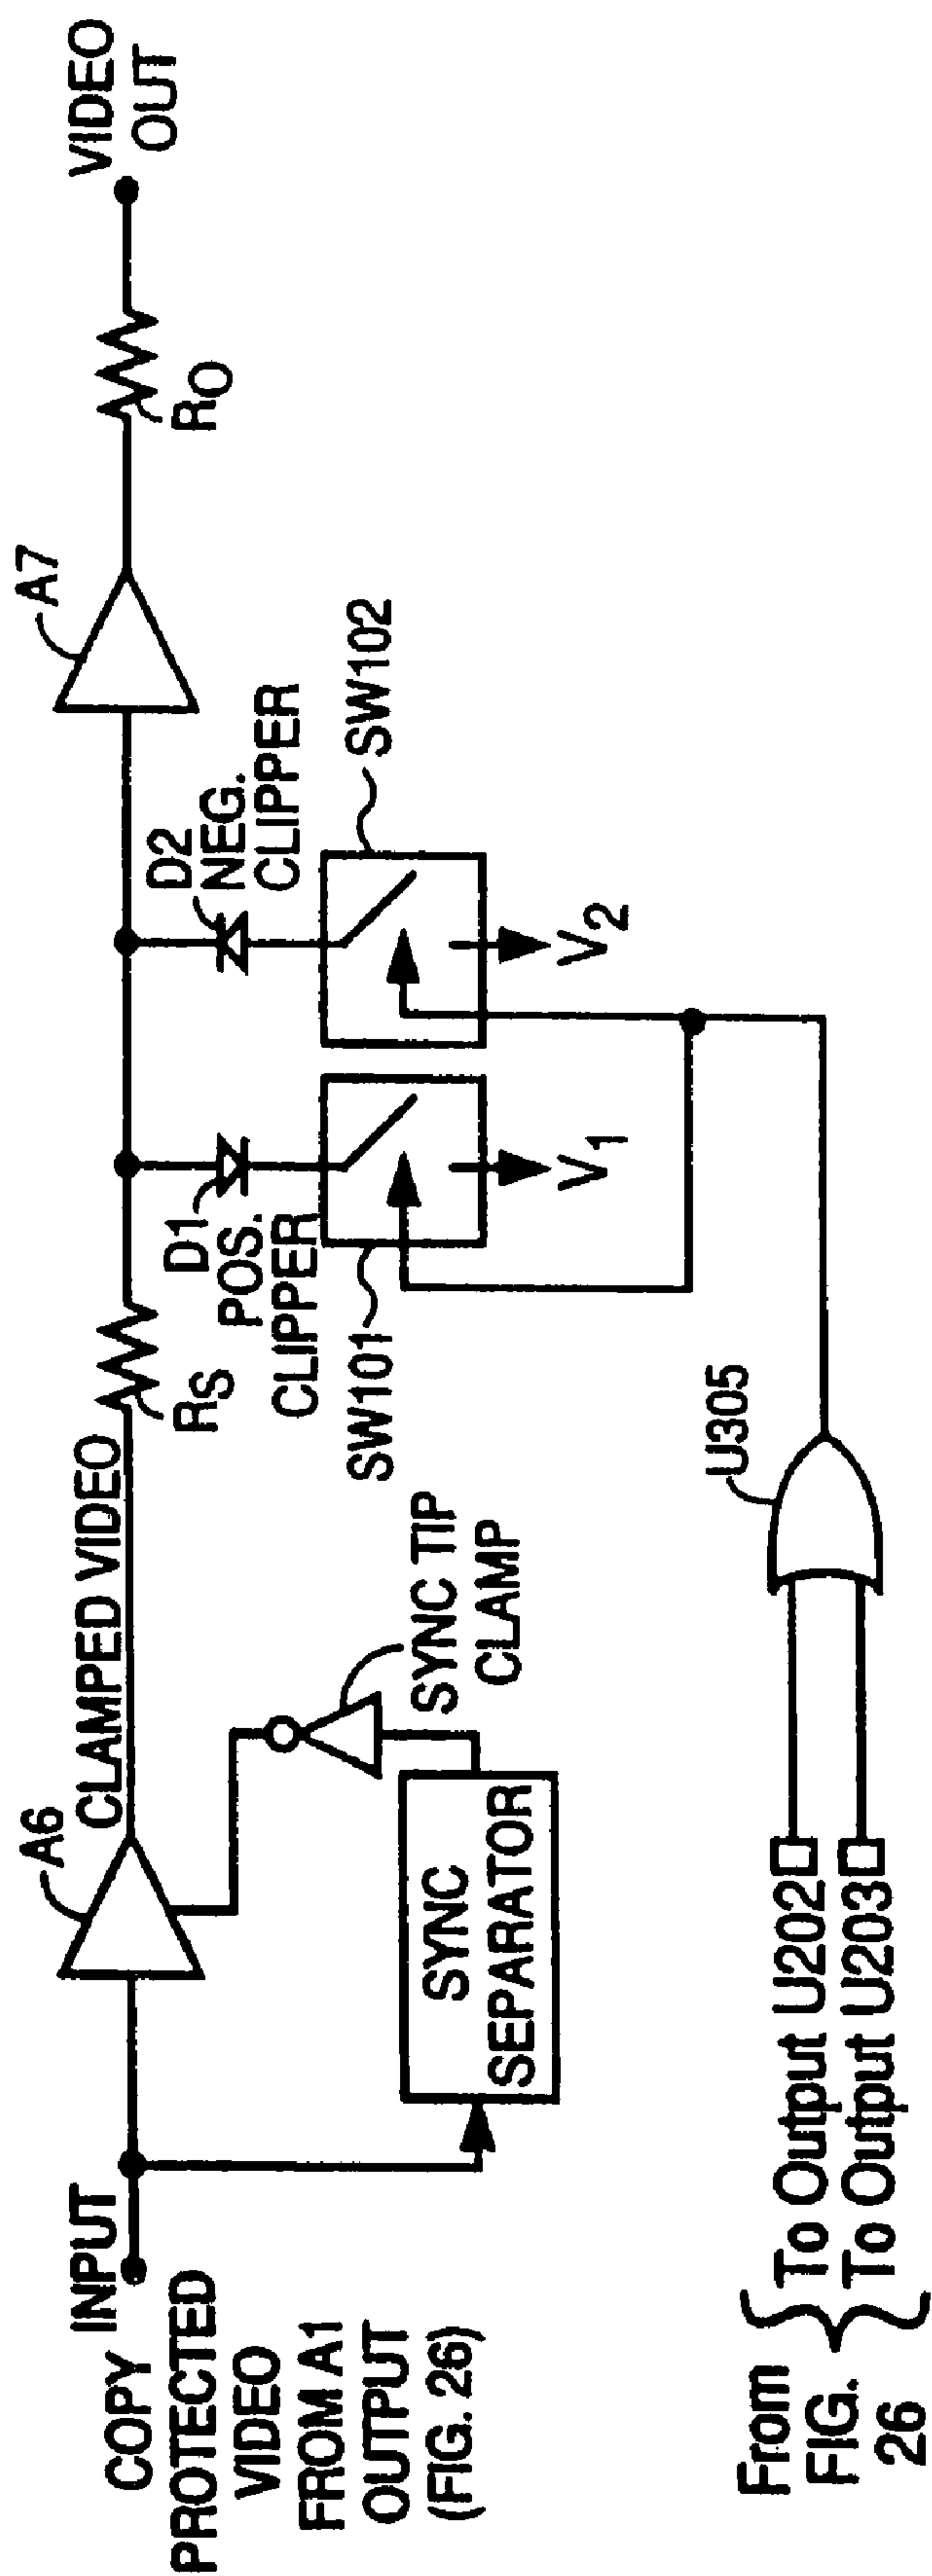 COPY
PROTECTED
VIDEO
FROM A1
OUTPUT
(FIG. 26)
INPUT
A6
CLAMPED VIDEO
SYNC
SEPARATOR
SYNC TIP
CLAMP
RS
D1
POS.
CLIPPER
SW101
V1
D2
NEG.
CLIPPER
SW102
V2
A7
RO
VIDEO
OUT
From
FIG.
26
To Output U202
To Output U203
U305